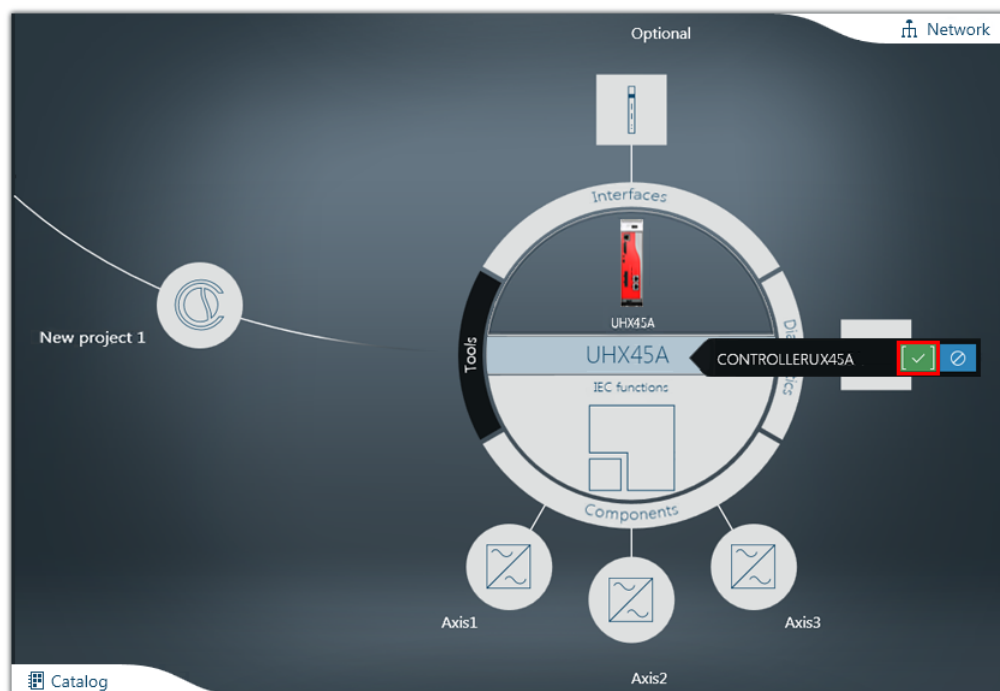 Optional
Network
Interfaces
UHX45A
New project 1
Tools
UHX45A
CONTROLLERUX45A
IEC functions
Components
Axis1
Axis3
Axis2
Catalog